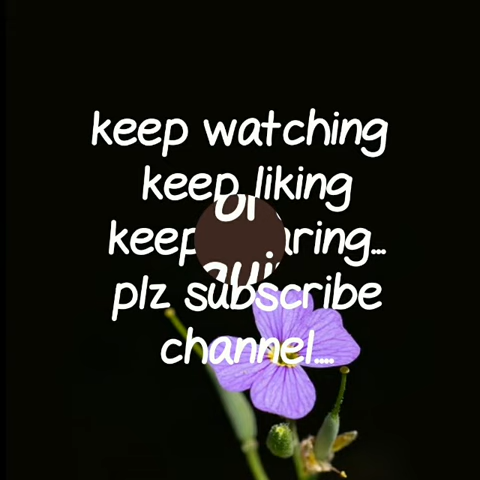 keep watching
keep liking
keep
plz subscribe
channel....